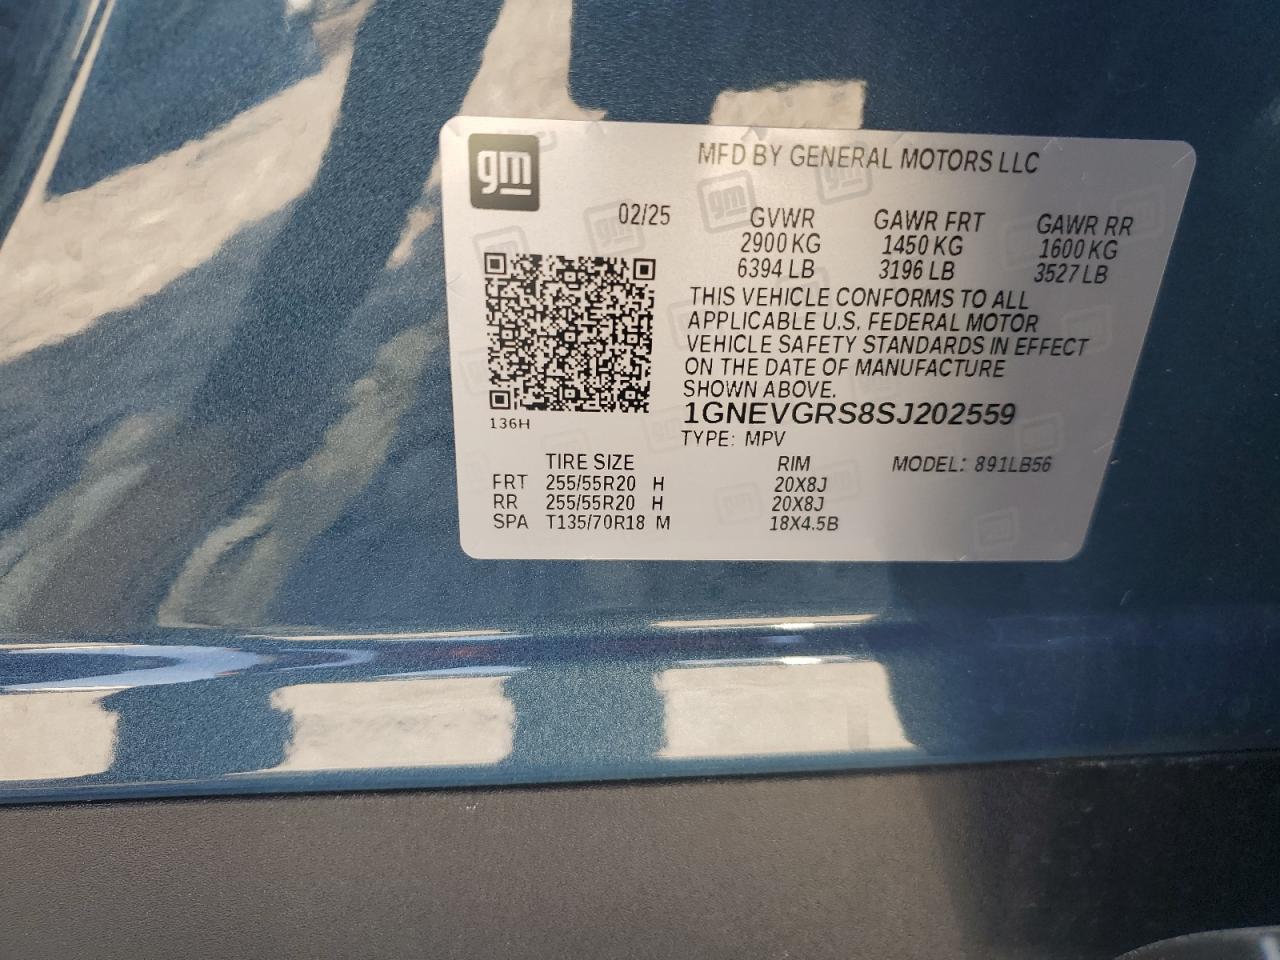 gm
MFD BY GENERAL MOTORS LLC
02/25
GVWR GAWR FRT GAWR RR
2900 KG 1450 KG 1600 KG
6394 LB 3196 LB 3527 LB
THIS VEHICLE CONFORMS TO ALL
APPLICABLE U.S. FEDERAL MOTOR
VEHICLE SAFETY STANDARDS IN EFFECT
ON THE DATE OF MANUFACTURE
SHOWN ABOVE.
1GNEVGRS8SJ202559
136H
TYPE: MPV
TIRE SIZE RIM MODEL: 891LB56
FRT 255/55R20 H 20X8J
RR 255/55R20 H 20X8J
SPA T135/70R18 M 18X4.5B